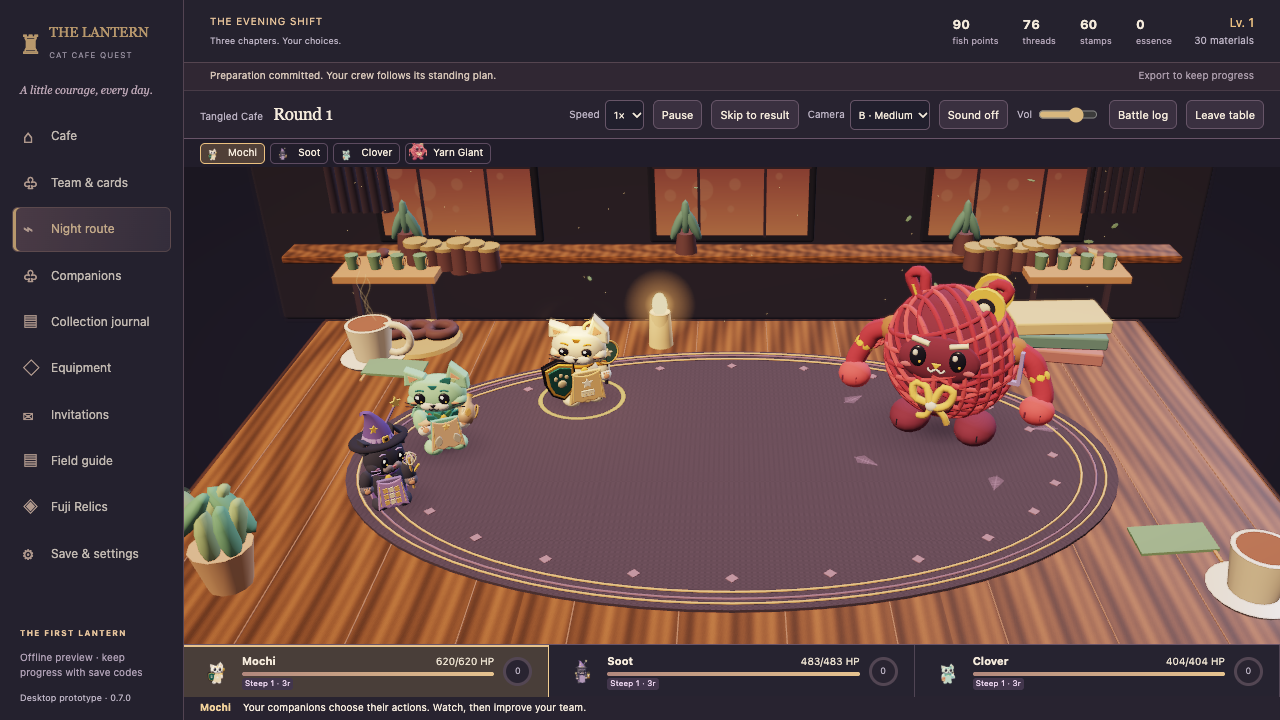 THE LANTERN
CAT CAFE QUEST
A little courage, every day.
Cafe
Team & cards
Night route
Companions
Collection journal
Equipment
Invitations
Field guide
Fuji Relics
Save & settings
THE FIRST LANTERN
Offline preview · keep
progress with save codes
Desktop prototype · 0.7.0
THE EVENING SHIFT
Three chapters. Your choices.
90
fish points
76
threads
60
stamps
0
essence
Lv. 1
30 materials
Preparation committed. Your crew follows its standing plan.
Export to keep progress
Tangled Cafe
Round 1
Speed
1×
Pause
Skip to result
Camera
B · Medium
Sound off
Vol
Battle log
Leave table
Mochi
Soot
Clover
Yarn Giant
Mochi
620/620 HP
0
Steep 1 · 3r
Soot
483/483 HP
0
Steep 1 · 3r
Clover
404/404 HP
0
Steep 1 · 3r
Mochi Your companions choose their actions. Watch, then improve your team.